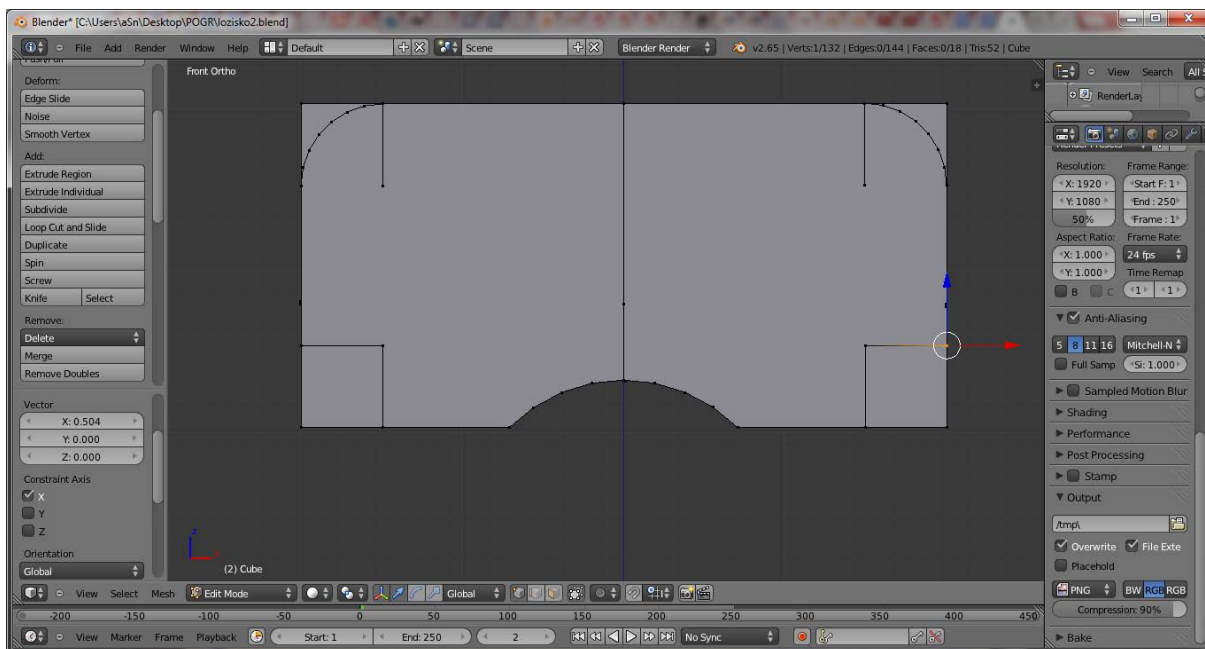 Blender* [C:\Users\aSn\Desktop\POGR\lozisko2.blend]
File Add Render Window Help Default Scene Blender Render v2.65 | Verts:1/132 | Edges:0/144 | Faces:0/18 | Tris:52 | Cube
View Search All S
RenderLa
Push/Pull
Deform:
Edge Slide
Noise
Smooth Vertex
Add:
Extrude Region
Extrude Individual
Subdivide
Loop Cut and Slide
Duplicate
Spin
Screw
Knife Select
Remove:
Delete
Merge
Remove Doubles
Vector
X: 0.504
Y: 0.000
Z: 0.000
Constraint Axis
X
Y
Z
Orientation
Global
Front Ortho
z
(2) Cube
Render Presets
Resolution: Frame Range:
X: 1920 Start F: 1
Y: 1080 End : 250
50% Frame : 1
Aspect Ratio: Frame Rate:
X: 1.000 24 fps
Y: 1.000 Time Remap
B C 1 1
Anti-Aliasing
5 8 11 16 Mitchell-N
Full Samp Si: 1.000
Sampled Motion Blur
Shading
Performance
Post Processing
Stamp
Output
/tmp\
Overwrite File Exte
Placehold
PNG BW RGB RGB
Compression: 90%
Bake
View Select Mesh Edit Mode Global
-200 -150 -100 -50 0 50 100 150 200 250 300 350 400 450
View Marker Frame Playback Start: 1 End: 250 2 No Sync